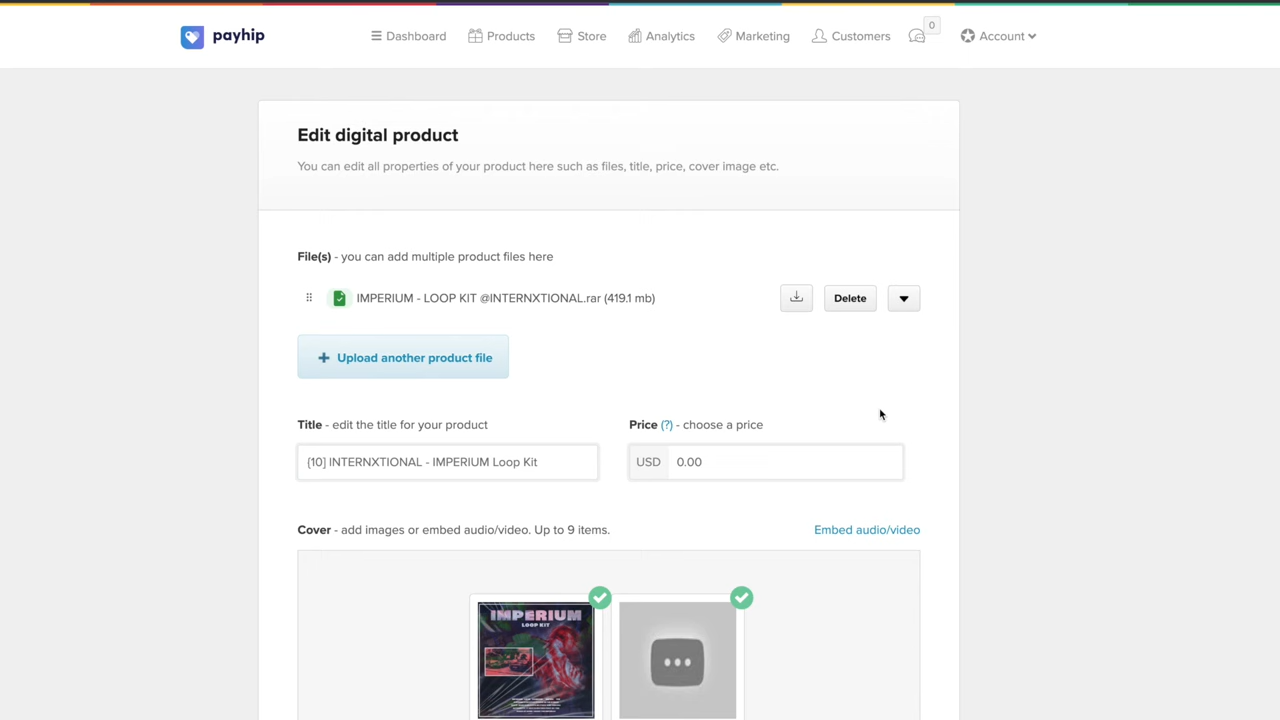 payhip
Dashboard Products Store Analytics Marketing Customers 0 Account
Edit digital product
You can edit all properties of your product here such as files, title, price, cover image etc.
File(s) - you can add multiple product files here
IMPERIUM - LOOP KIT @INTERNXTIONAL.rar (419.1 mb)
Delete
+ Upload another product file
Title - edit the title for your product
Price (?) - choose a price
{10] INTERNXTIONAL - IMPERIUM Loop Kit
USD 0.00
Cover - add images or embed audio/video. Up to 9 items.
Embed audio/video
IMPERIUM
LOOP KIT